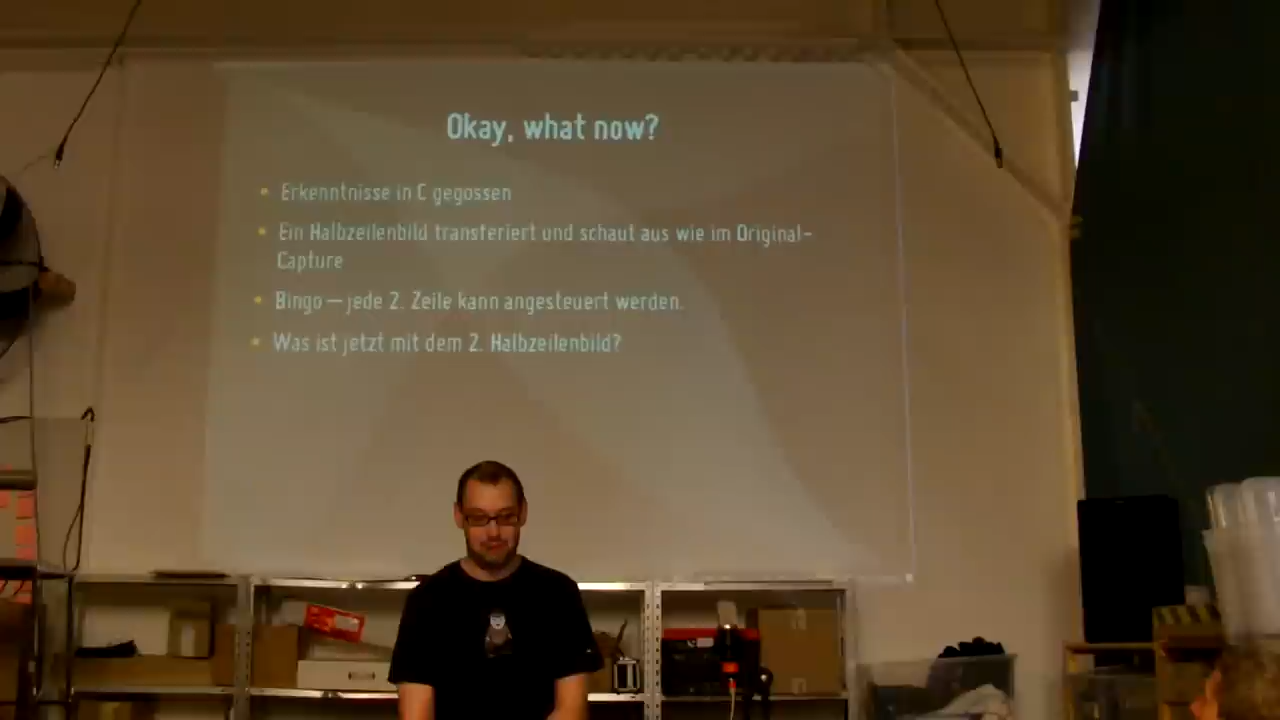 Okay, what now?
Erkenntnisse in C gegossen
Ein Halbzeilenbild transferiert und schaut aus wie im Original-
Capture
Bingo – jede 2. Zeile kann angesteuert werden.
Was ist jetzt mit dem 2. Halbzeilenbild?